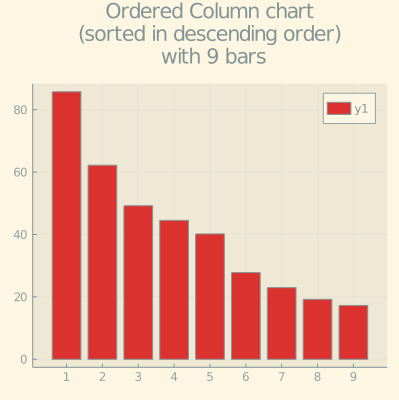 Ordered Column chart
(sorted in descending order)
with 9 bars
y1
80
60
40
20
0
1 2 3 4 5 6 7 8 9